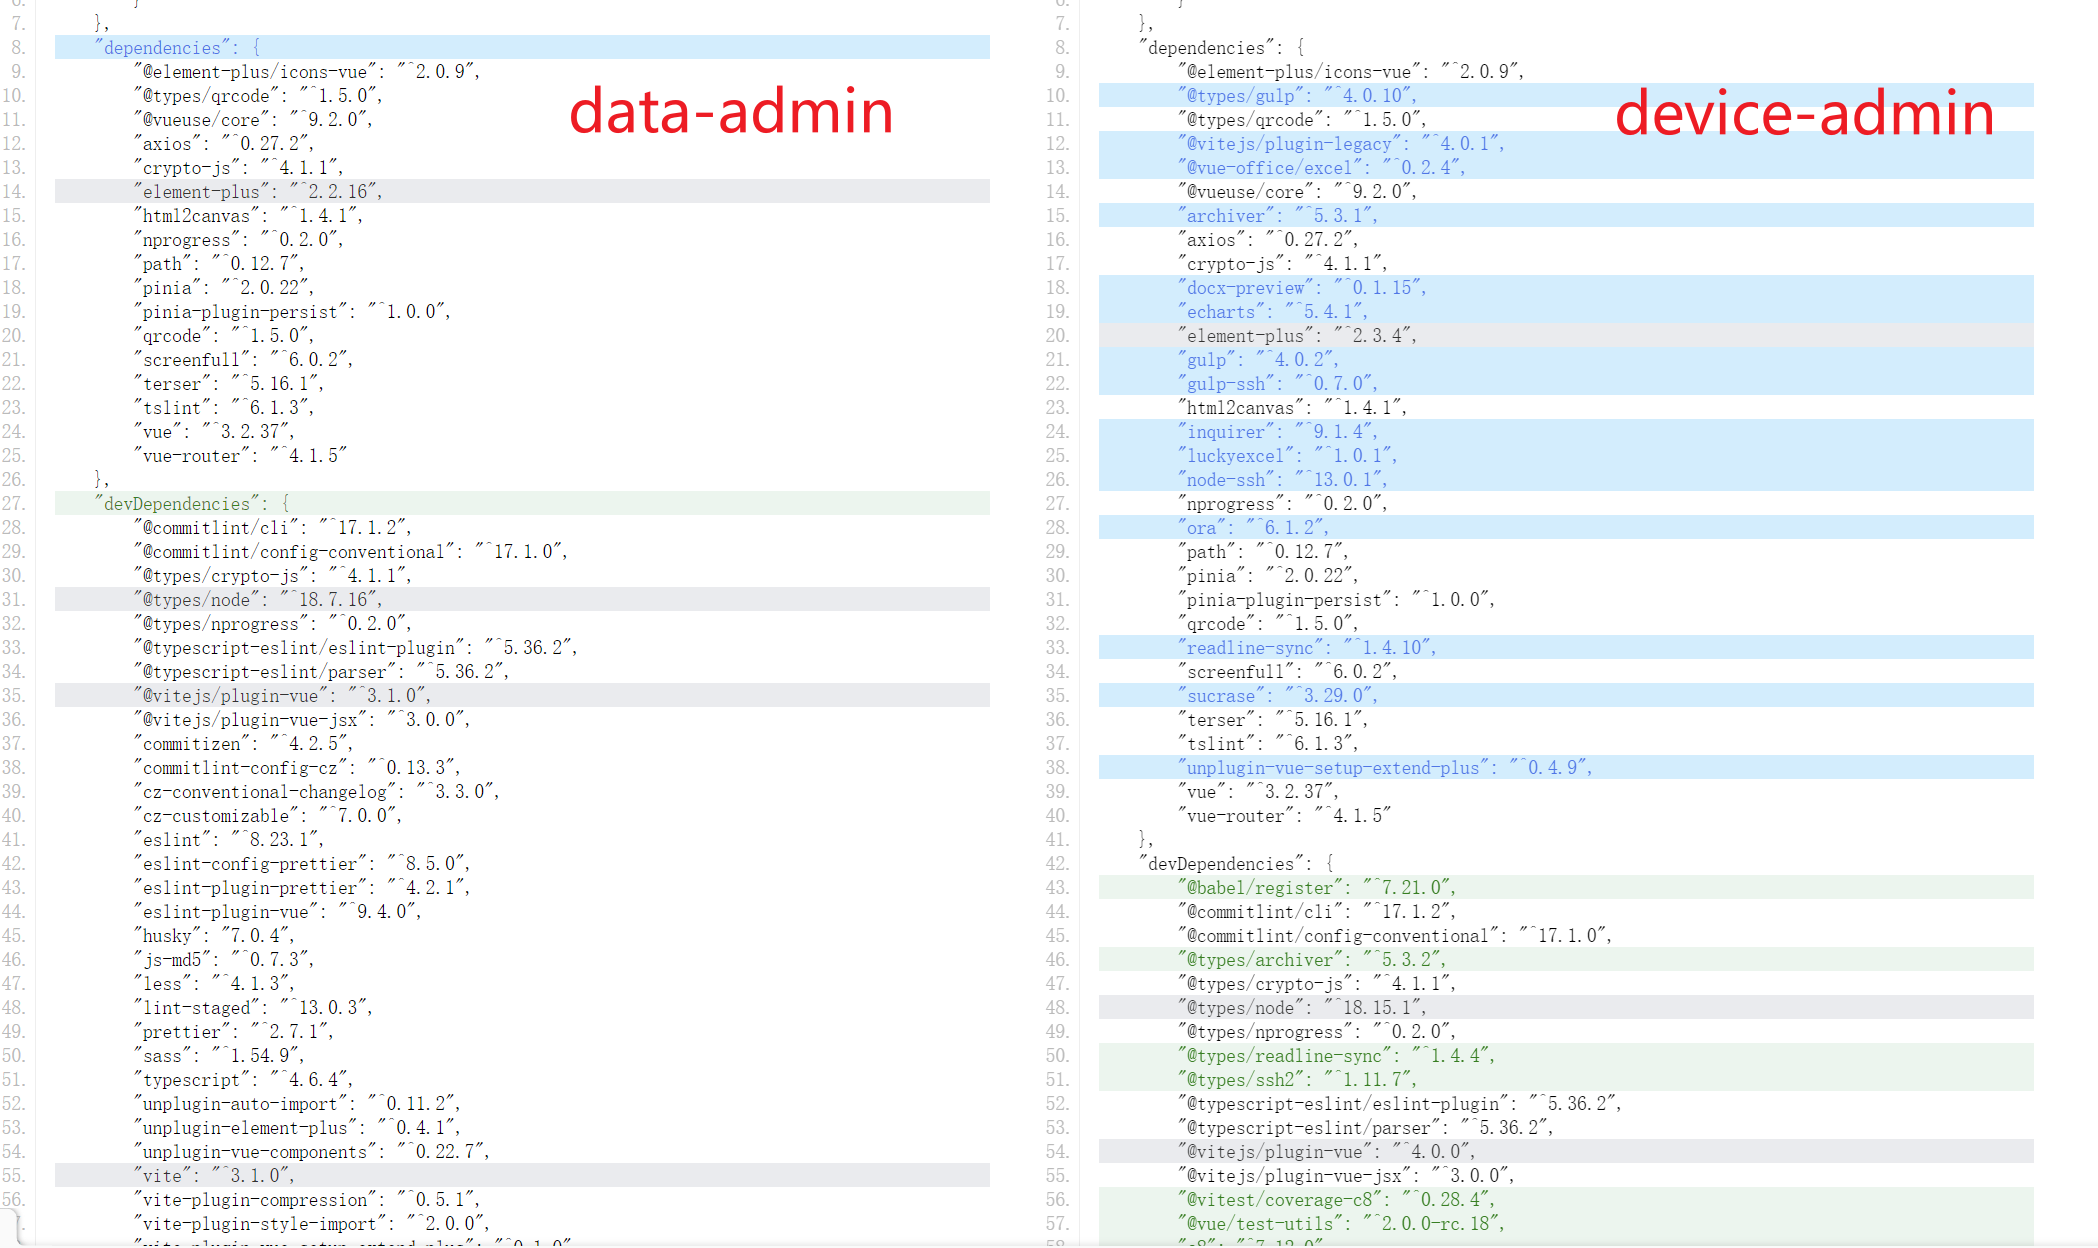 data-admin
7. },
8. "dependencies": {
9. "@element-plus/icons-vue": "^2.0.9",
10. "@types/qrcode": "^1.5.0",
11. "@vueuse/core": "^9.2.0",
12. "axios": "^0.27.2",
13. "crypto-js": "^4.1.1",
14. "element-plus": "^2.2.16",
15. "html2canvas": "^1.4.1",
16. "nprogress": "^0.2.0",
17. "path": "^0.12.7",
18. "pinia": "^2.0.22",
19. "pinia-plugin-persist": "^1.0.0",
20. "qrcode": "^1.5.0",
21. "screenfull": "^6.0.2",
22. "terser": "^5.16.1",
23. "tslint": "^6.1.3",
24. "vue": "^3.2.37",
25. "vue-router": "^4.1.5"
26. },
27. "devDependencies": {
28. "@commitlint/cli": "^17.1.2",
29. "@commitlint/config-conventional": "^17.1.0",
30. "@types/crypto-js": "^4.1.1",
31. "@types/node": "^18.7.16",
32. "@types/nprogress": "^0.2.0",
33. "@typescript-eslint/eslint-plugin": "^5.36.2",
34. "@typescript-eslint/parser": "^5.36.2",
35. "@vitejs/plugin-vue": "^3.1.0",
36. "@vitejs/plugin-vue-jsx": "^3.0.0",
37. "commitizen": "^4.2.5",
38. "commitlint-config-cz": "^0.13.3",
39. "cz-conventional-changelog": "^3.3.0",
40. "cz-customizable": "^7.0.0",
41. "eslint": "^8.23.1",
42. "eslint-config-prettier": "^8.5.0",
43. "eslint-plugin-prettier": "^4.2.1",
44. "eslint-plugin-vue": "^9.4.0",
45. "husky": "7.0.4",
46. "js-md5": "^0.7.3",
47. "less": "^4.1.3",
48. "lint-staged": "^13.0.3",
49. "prettier": "^2.7.1",
50. "sass": "^1.54.9",
51. "typescript": "^4.6.4",
52. "unplugin-auto-import": "^0.11.2",
53. "unplugin-element-plus": "^0.4.1",
54. "unplugin-vue-components": "^0.22.7",
55. "vite": "^3.1.0",
56. "vite-plugin-compression": "^0.5.1",
"vite-plugin-style-import": "^2.0.0",
device-admin
7. },
8. "dependencies": {
9. "@element-plus/icons-vue": "^2.0.9",
10. "@types/gulp": "^4.0.10",
11. "@types/qrcode": "^1.5.0",
12. "@vitejs/plugin-legacy": "^4.0.1",
13. "@vue-office/excel": "^0.2.4",
14. "@vueuse/core": "^9.2.0",
15. "archiver": "^5.3.1",
16. "axios": "^0.27.2",
17. "crypto-js": "^4.1.1",
18. "docx-preview": "^0.1.15",
19. "echarts": "^5.4.1",
20. "element-plus": "^2.3.4",
21. "gulp": "^4.0.2",
22. "gulp-ssh": "^0.7.0",
23. "html2canvas": "^1.4.1",
24. "inquirer": "^9.1.4",
25. "luckyexcel": "^1.0.1",
26. "node-ssh": "^13.0.1",
27. "nprogress": "^0.2.0",
28. "ora": "^6.1.2",
29. "path": "^0.12.7",
30. "pinia": "^2.0.22",
31. "pinia-plugin-persist": "^1.0.0",
32. "qrcode": "^1.5.0",
33. "readline-sync": "^1.4.10",
34. "screenfull": "^6.0.2",
35. "sucrase": "^3.29.0",
36. "terser": "^5.16.1",
37. "tslint": "^6.1.3",
38. "unplugin-vue-setup-extend-plus": "^0.4.9",
39. "vue": "^3.2.37",
40. "vue-router": "^4.1.5"
41. },
42. "devDependencies": {
43. "@babel/register": "^7.21.0",
44. "@commitlint/cli": "^17.1.2",
45. "@commitlint/config-conventional": "^17.1.0",
46. "@types/archiver": "^5.3.2",
47. "@types/crypto-js": "^4.1.1",
48. "@types/node": "^18.15.1",
49. "@types/nprogress": "^0.2.0",
50. "@types/readline-sync": "^1.4.4",
51. "@types/ssh2": "^1.11.7",
52. "@typescript-eslint/eslint-plugin": "^5.36.2",
53. "@typescript-eslint/parser": "^5.36.2",
54. "@vitejs/plugin-vue": "^4.0.0",
55. "@vitejs/plugin-vue-jsx": "^3.0.0",
56. "@vitest/coverage-c8": "^0.28.4",
57. "@vue/test-utils": "^2.0.0-rc.18",